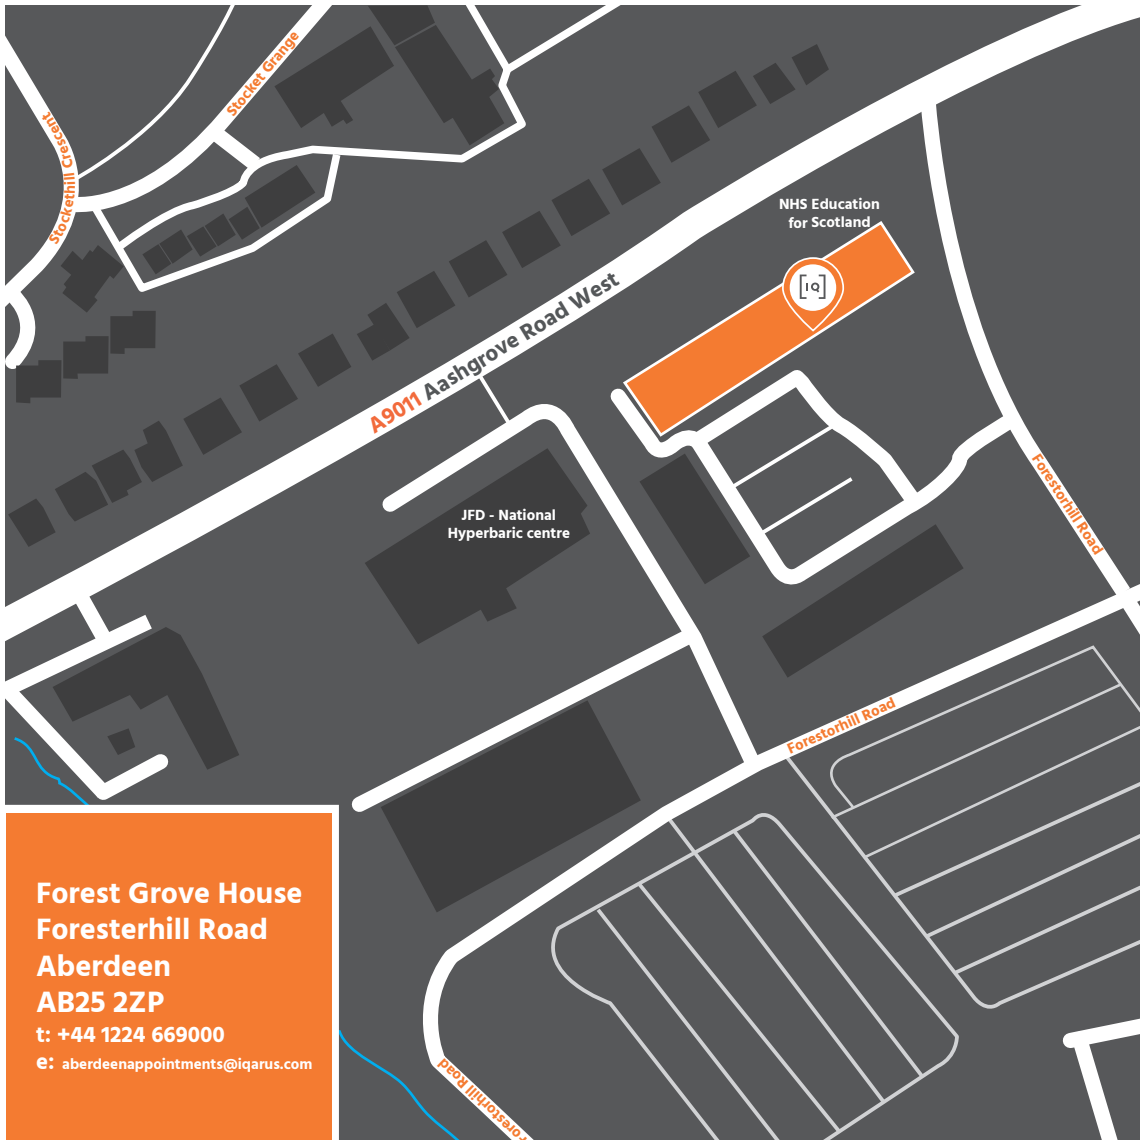 Stocket Grange
Stockethill Crescent
NHS Education
for Scotland
IQ
A9011 Aashgrove Road West
JFD - National
Hyperbaric centre
Forestorhill Road
Forestorhill Road
Forest Grove House
Foresterhill Road
Aberdeen
AB25 2ZP
t: +44 1224 669000
e: aberdeenappointments@iqarus.com
Forestorhill Road